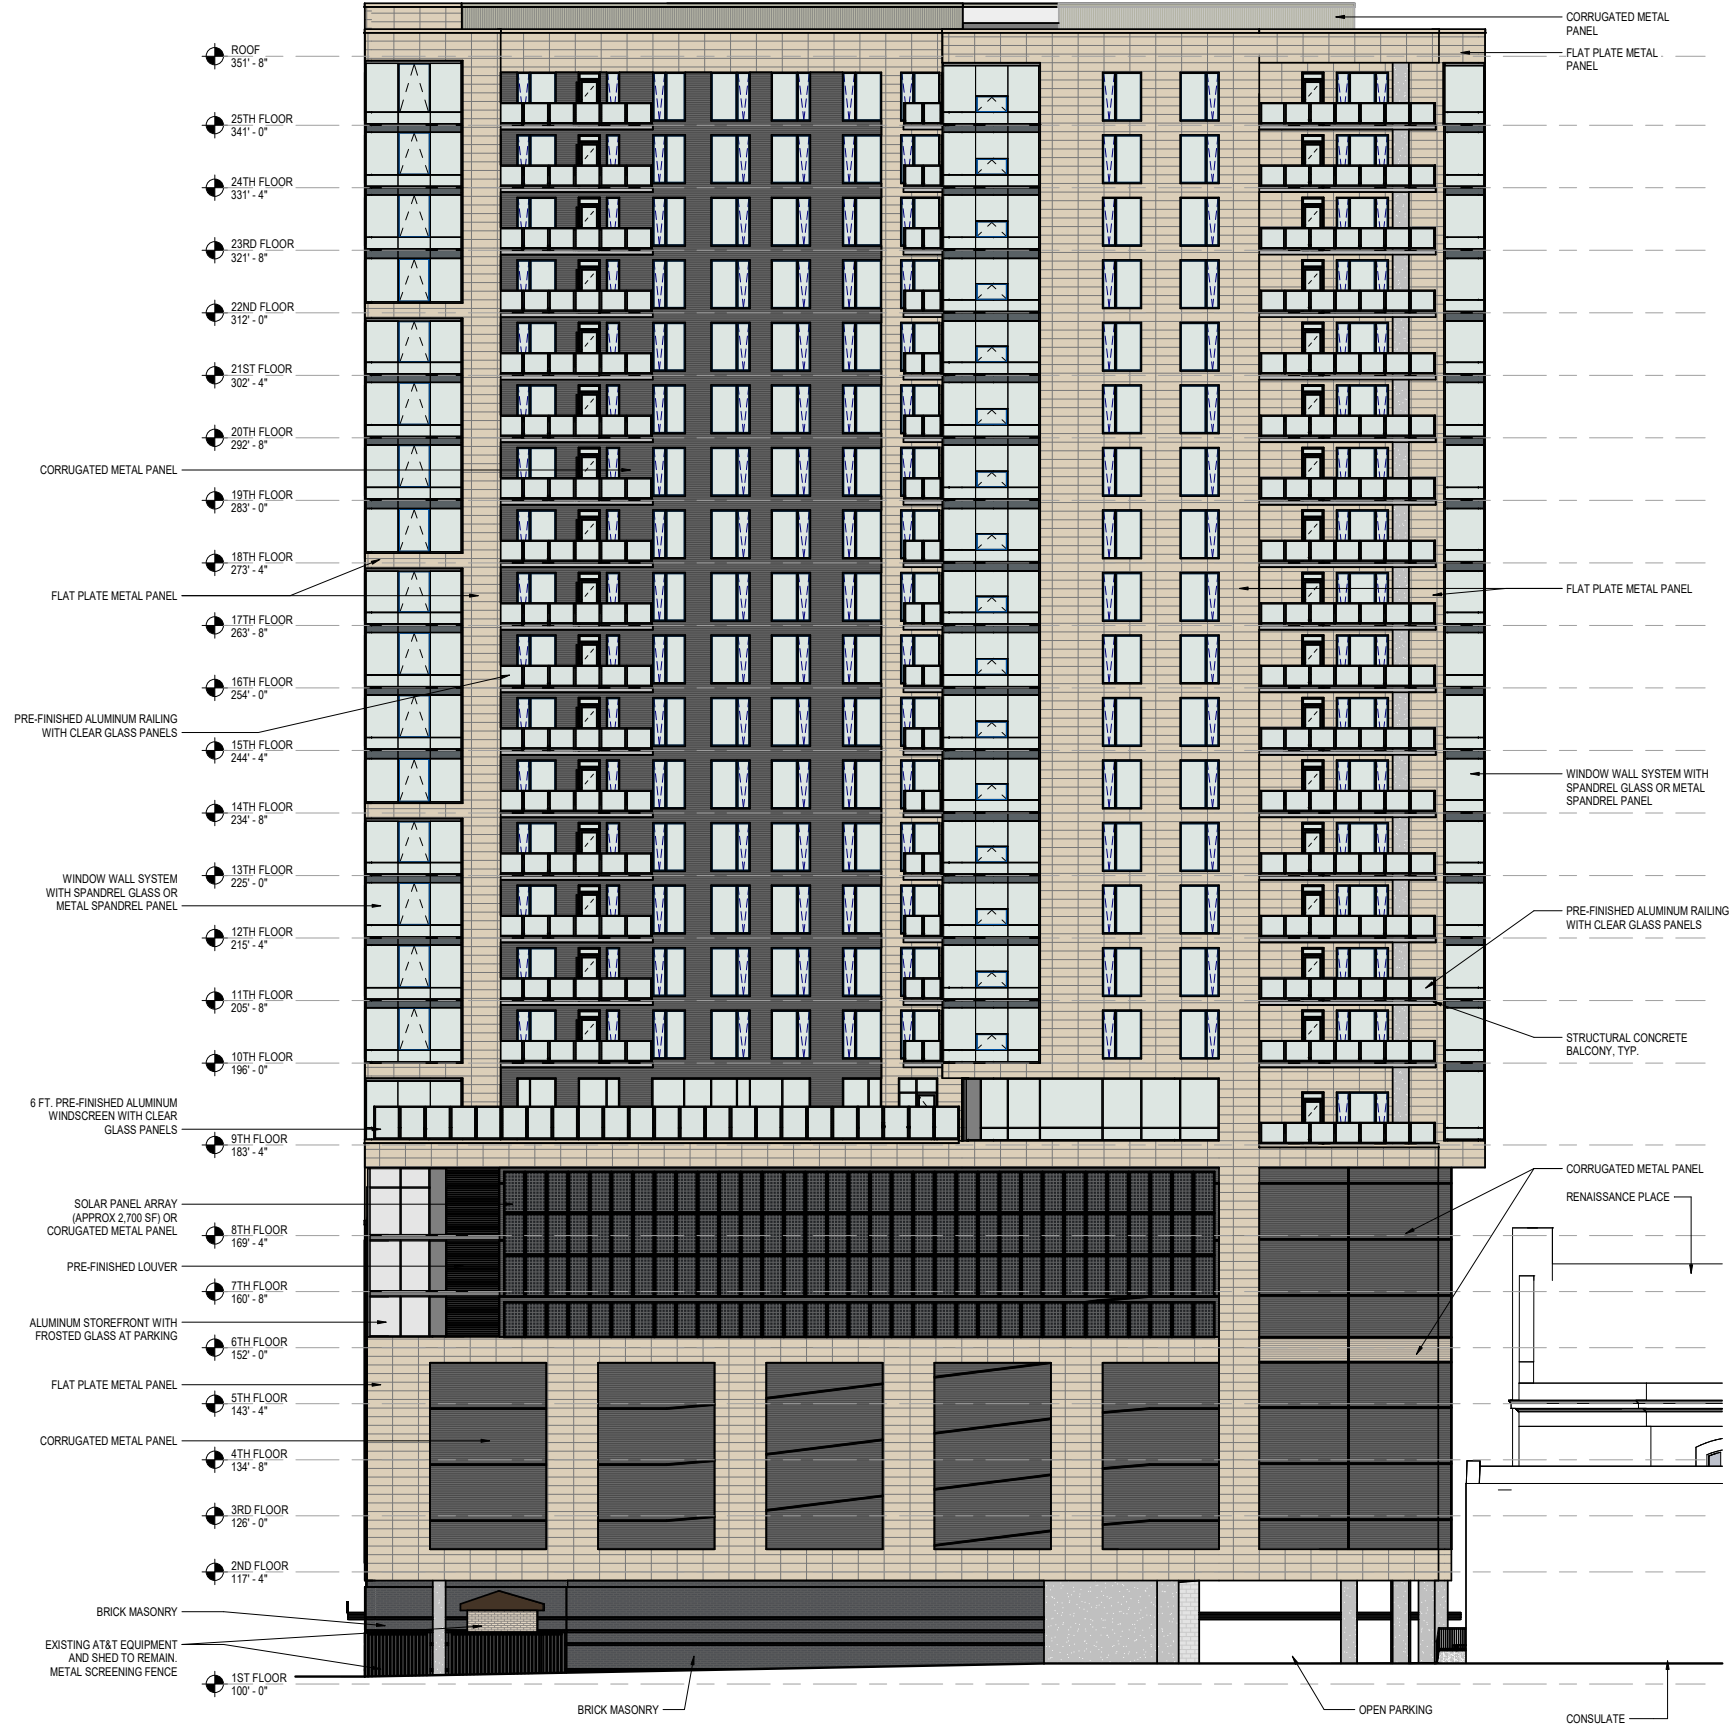 CORRUGATED METAL
PANEL
FLAT PLATE METAL
PANEL
ROOF
351' - 8"
25TH FLOOR
341' - 0"
24TH FLOOR
331' - 4"
23RD FLOOR
321' - 8"
22ND FLOOR
312' - 0"
21ST FLOOR
302' - 4"
20TH FLOOR
292' - 8"
CORRUGATED METAL PANEL
19TH FLOOR
283' - 0"
18TH FLOOR
273' - 4"
FLAT PLATE METAL PANEL
FLAT PLATE METAL PANEL
17TH FLOOR
263' - 8"
16TH FLOOR
254' - 0"
PRE-FINISHED ALUMINUM RAILING
WITH CLEAR GLASS PANELS
15TH FLOOR
244' - 4"
WINDOW WALL SYSTEM WITH
SPANDREL GLASS OR METAL
SPANDREL PANEL
14TH FLOOR
234' - 8"
13TH FLOOR
225' - 0"
WINDOW WALL SYSTEM
WITH SPANDREL GLASS OR
METAL SPANDREL PANEL
PRE-FINISHED ALUMINUM RAILING
WITH CLEAR GLASS PANELS
12TH FLOOR
215' - 4"
11TH FLOOR
205' - 8"
STRUCTURAL CONCRETE
BALCONY, TYP.
10TH FLOOR
196' - 0"
6 FT. PRE-FINISHED ALUMINUM
WINDSCREEN WITH CLEAR
GLASS PANELS
9TH FLOOR
183' - 4"
CORRUGATED METAL PANEL
RENAISSANCE PLACE
SOLAR PANEL ARRAY
(APPROX 2,700 SF) OR
CORUGATED METAL PANEL
8TH FLOOR
169' - 4"
PRE-FINISHED LOUVER
7TH FLOOR
160' - 8"
ALUMINUM STOREFRONT WITH
FROSTED GLASS AT PARKING
6TH FLOOR
152' - 0"
FLAT PLATE METAL PANEL
5TH FLOOR
143' - 4"
CORRUGATED METAL PANEL
4TH FLOOR
134' - 8"
3RD FLOOR
126' - 0"
2ND FLOOR
117' - 4"
BRICK MASONRY
EXISTING AT&T EQUIPMENT
AND SHED TO REMAIN.
METAL SCREENING FENCE
1ST FLOOR
100' - 0"
BRICK MASONRY
OPEN PARKING
CONSULATE